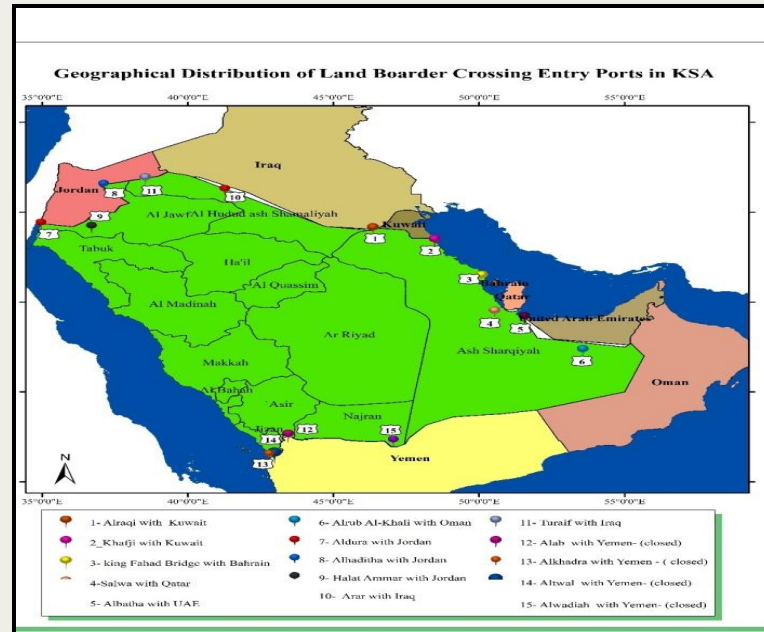 Geographical Distribution of Land Boarder Crossing Entry Ports in KSA
35°0'0"E 40°0'0"E 45°0'0"E 50°0'0"E 55°0'0"E
Iraq
Jordan
8
11
10
9
Al Jawf
Al Hudud ash Shamaliyah
Kuwait
7
1
2
Tabuk
Ha'il
3
Al Quassim
Bahrain
Qatar
Al Madinah
4
5
United Arab Emirates
Ar Riyad
Ash Sharqiyah
6
Makkah
Oman
Al Bahah
Asir
Najran
Jizan
14
12
15
13
Yemen
N
35°0'0"E 40°0'0"E 45°0'0"E 50°0'0"E 55°0'0"E
1- Alraqi with Kuwait
2_Khafji with Kuwait
3- king Fahad Bridge with Bahrain
4-Salwa with Qatar
5- Albatha with UAE
6- Alrub Al-Khali with Oman
7- Aldura with Jordan
8- Alhaditha with Jordan
9- Halat Ammar with Jordan
10- Arar with Iraq
11- Turaif with Iraq
12- Alab with Yemen- (closed)
13- Alkhadra with Yemen - ( closed)
14- Altwal with Yemen- (closed)
15- Alwadiah with Yemen- (closed)